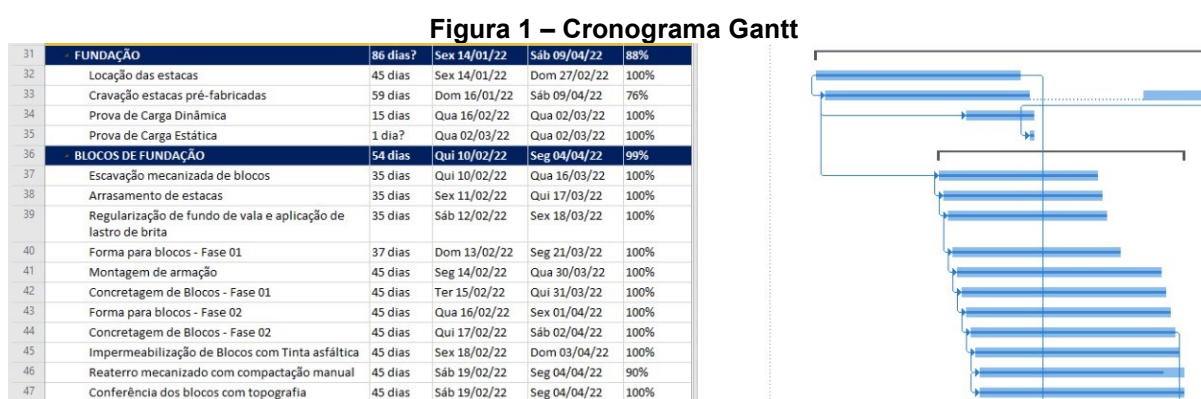 Figura 1 – Cronograma Gantt
31 FUNDAÇÃO 86 dias? Sex 14/01/22 Sáb 09/04/22 88%
32 Locação das estacas 45 dias Sex 14/01/22 Dom 27/02/22 100%
33 Cravação estacas pré-fabricadas 59 dias Dom 16/01/22 Sáb 09/04/22 76%
34 Prova de Carga Dinâmica 15 dias Qua 16/02/22 Qua 02/03/22 100%
35 Prova de Carga Estática 1 dia? Qua 02/03/22 Qua 02/03/22 100%
36 BLOCOS DE FUNDAÇÃO 54 dias Qui 10/02/22 Seg 04/04/22 99%
37 Escavação mecanizada de blocos 35 dias Qui 10/02/22 Qua 16/03/22 100%
38 Arrasamento de estacas 35 dias Sex 11/02/22 Qui 17/03/22 100%
39 Regularização de fundo de vala e aplicação de 35 dias Sáb 12/02/22 Sex 18/03/22 100%
lastro de brita
40 Forma para blocos - Fase 01 37 dias Dom 13/02/22 Seg 21/03/22 100%
41 Montagem de armação 45 dias Seg 14/02/22 Qua 30/03/22 100%
42 Concretagem de Blocos - Fase 01 45 dias Ter 15/02/22 Qui 31/03/22 100%
43 Forma para blocos - Fase 02 45 dias Qua 16/02/22 Sex 01/04/22 100%
44 Concretagem de Blocos - Fase 02 45 dias Qui 17/02/22 Sáb 02/04/22 100%
45 Impermeabilização de Blocos com Tinta asfáltica 45 dias Sex 18/02/22 Dom 03/04/22 100%
46 Reaterro mecanizado com compactação manual 45 dias Sáb 19/02/22 Seg 04/04/22 90%
47 Conferência dos blocos com topografia 45 dias Sáb 19/02/22 Seg 04/04/22 100%